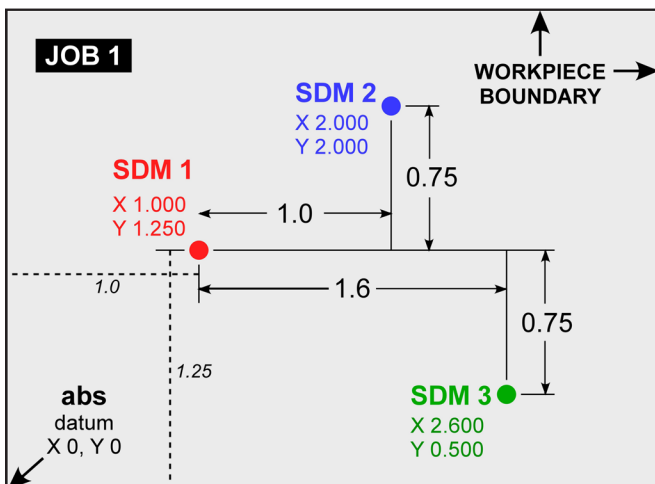 JOB 1
WORKPIECE
BOUNDARY
SDM 2
X 2.000
Y 2.000
0.75
SDM 1
X 1.000
Y 1.250
1.0
1.0
1.6
0.75
1.25
abs
datum
X 0, Y 0
SDM 3
X 2.600
Y 0.500